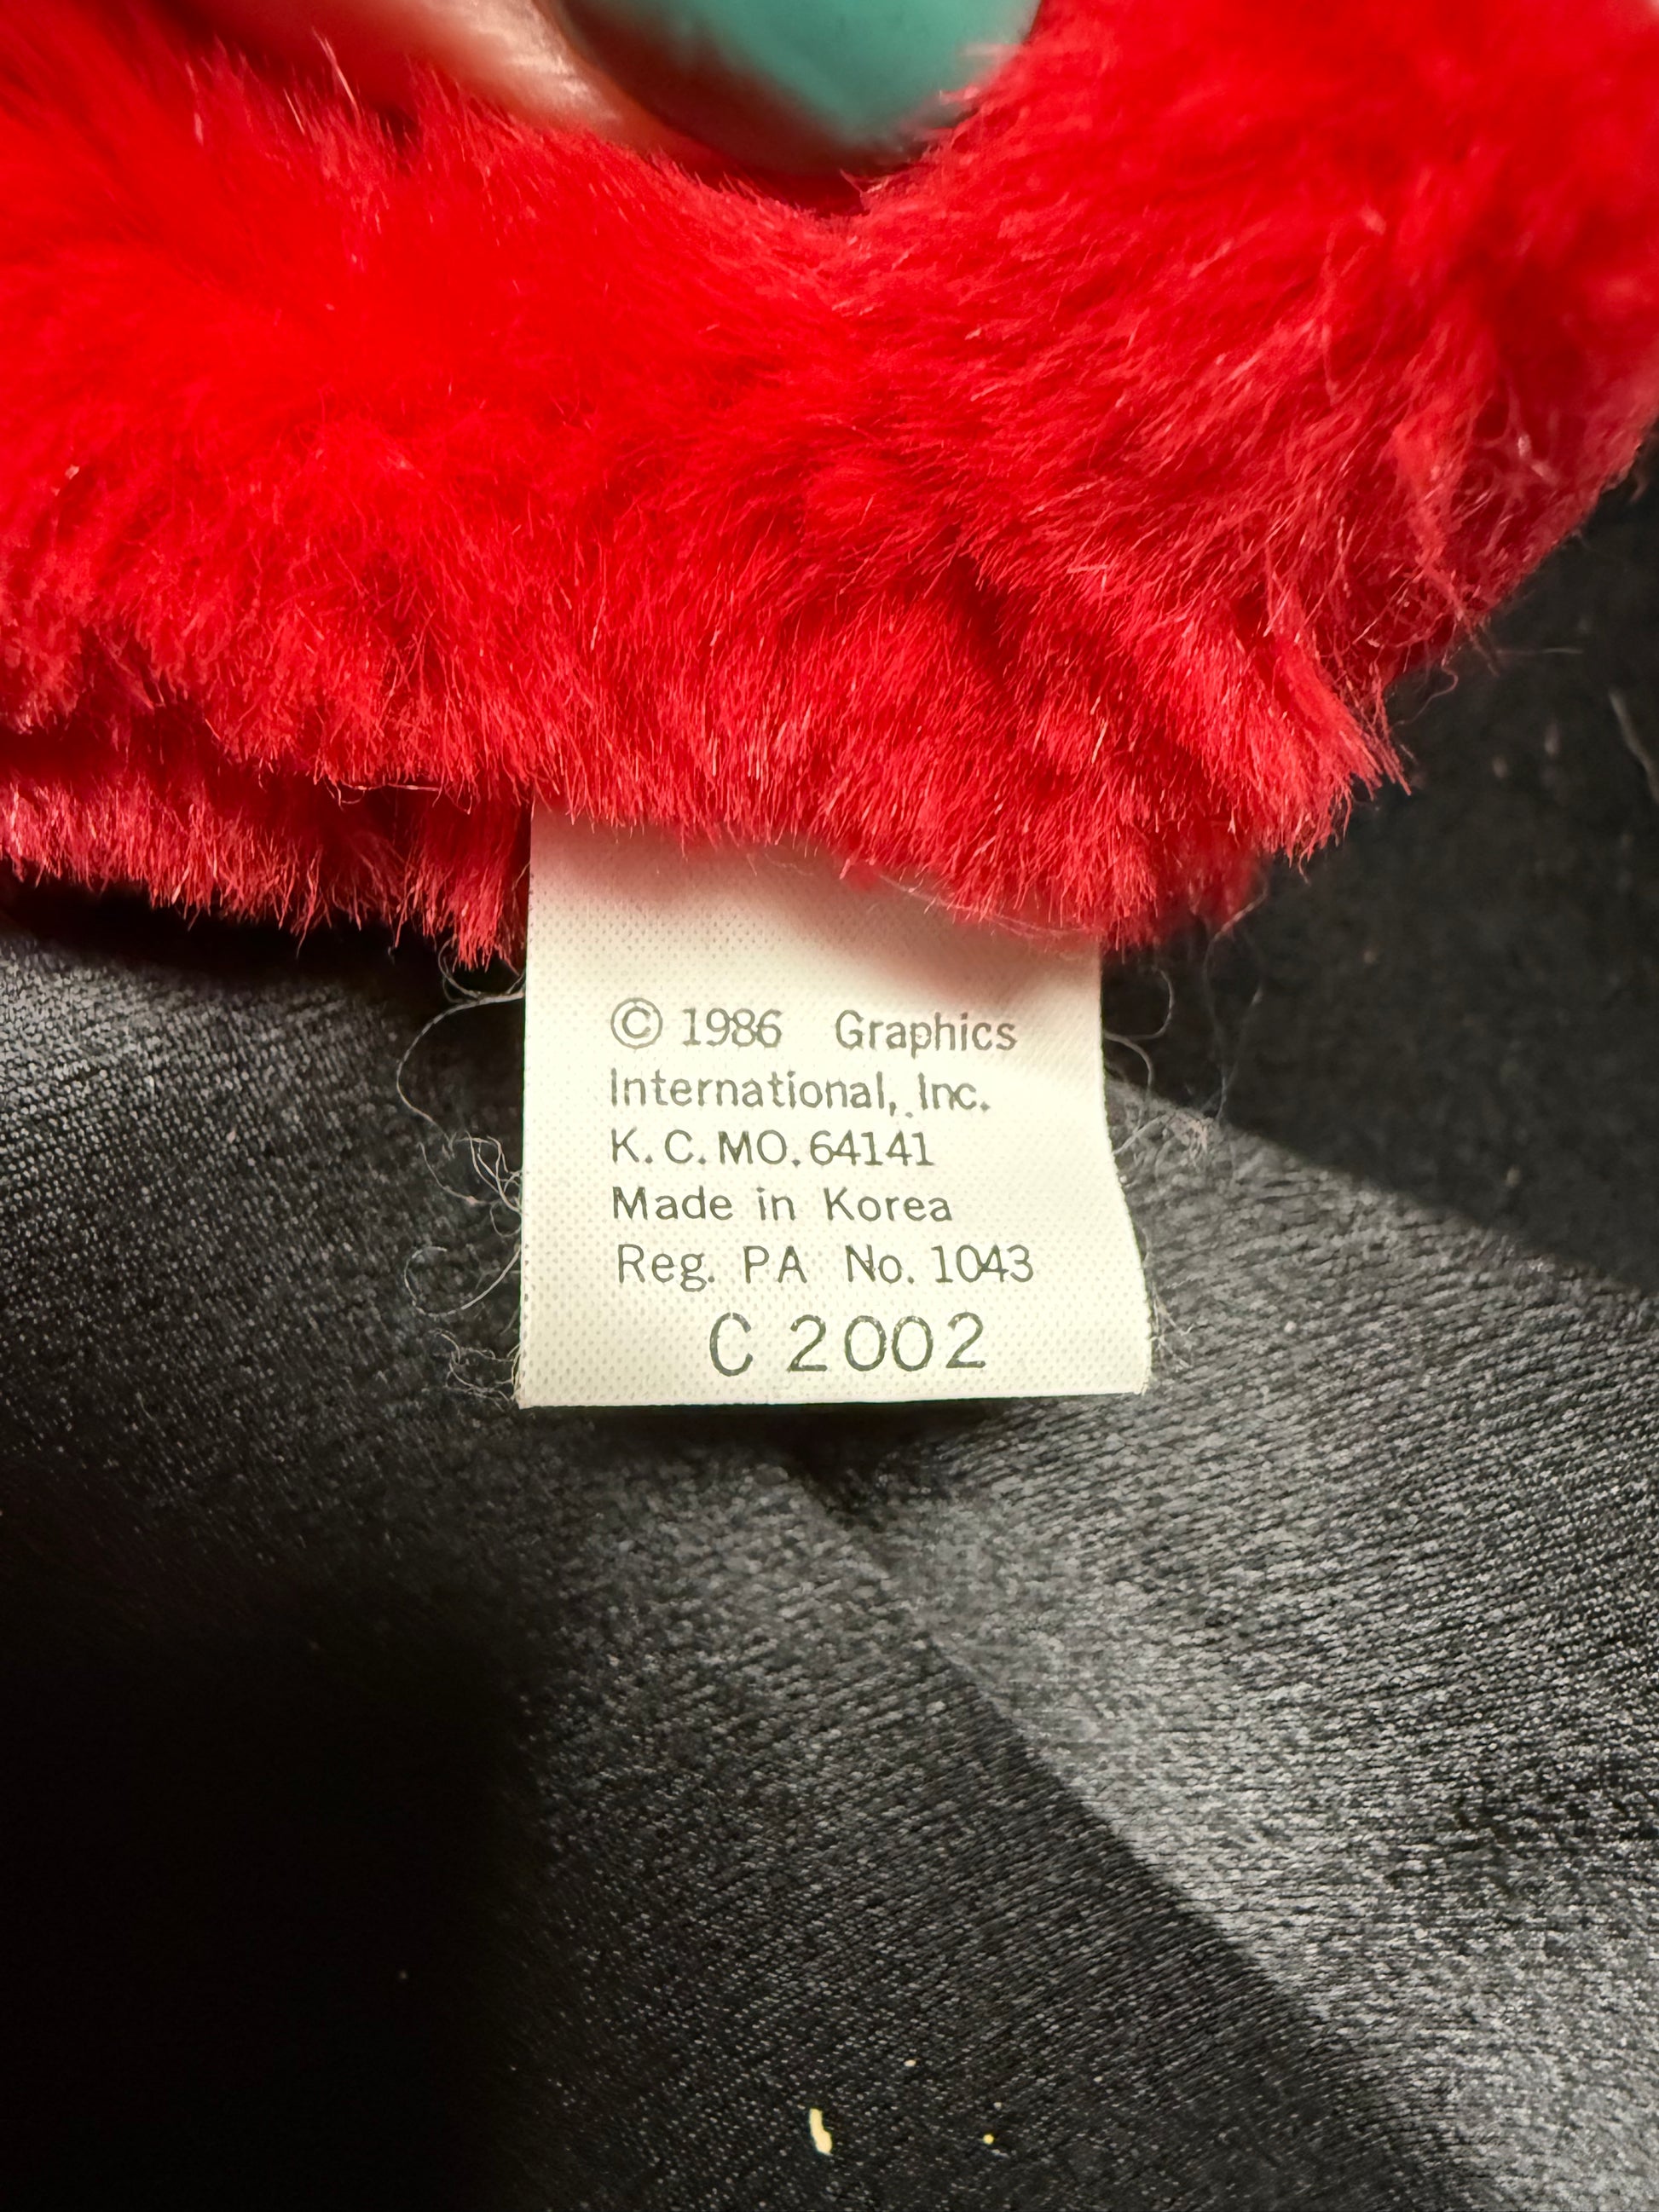 © 1986 Graphics
International, Inc.
K.C.MO.64141
Made in Korea
Reg. PA No. 1043
C 2002